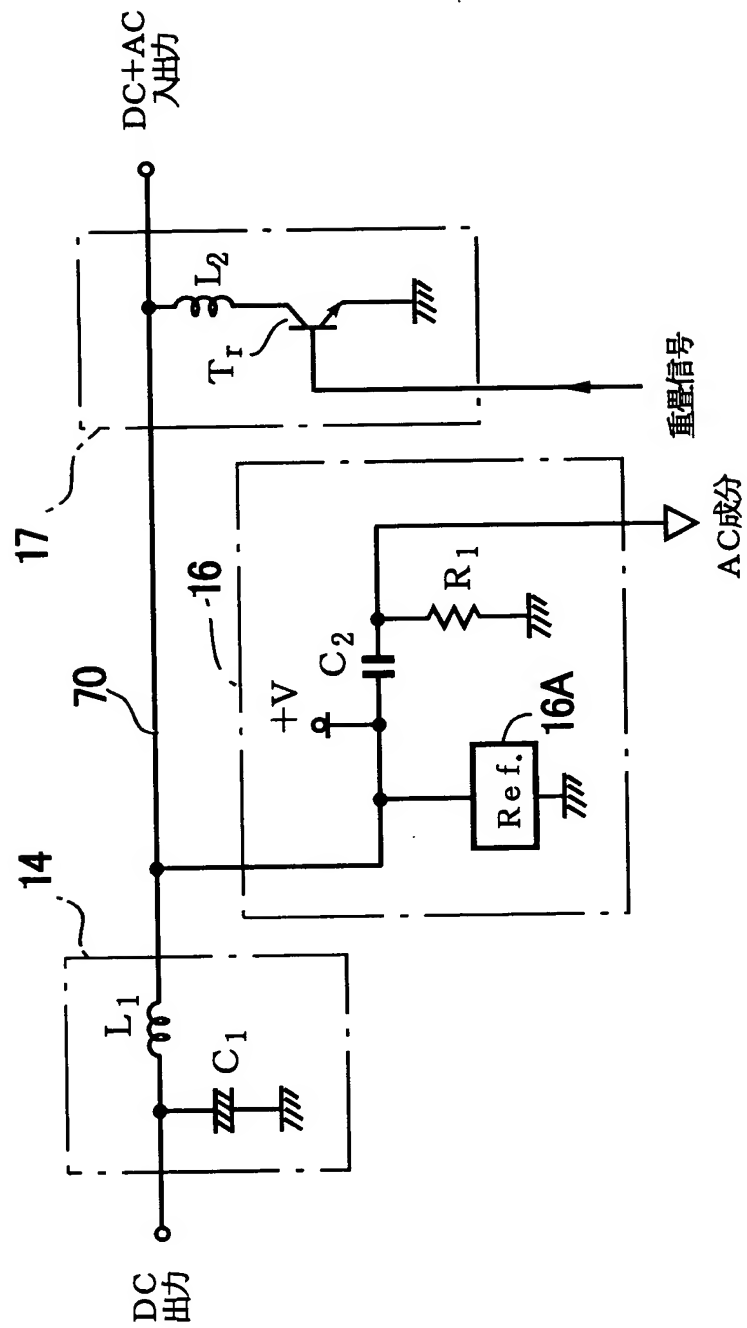 DC+AC
入出力
17
L2
Tr
重畳信号
70
16
+V
C2
R1
AC成分
Ref.
16A
14
L1
C1
DC
出力